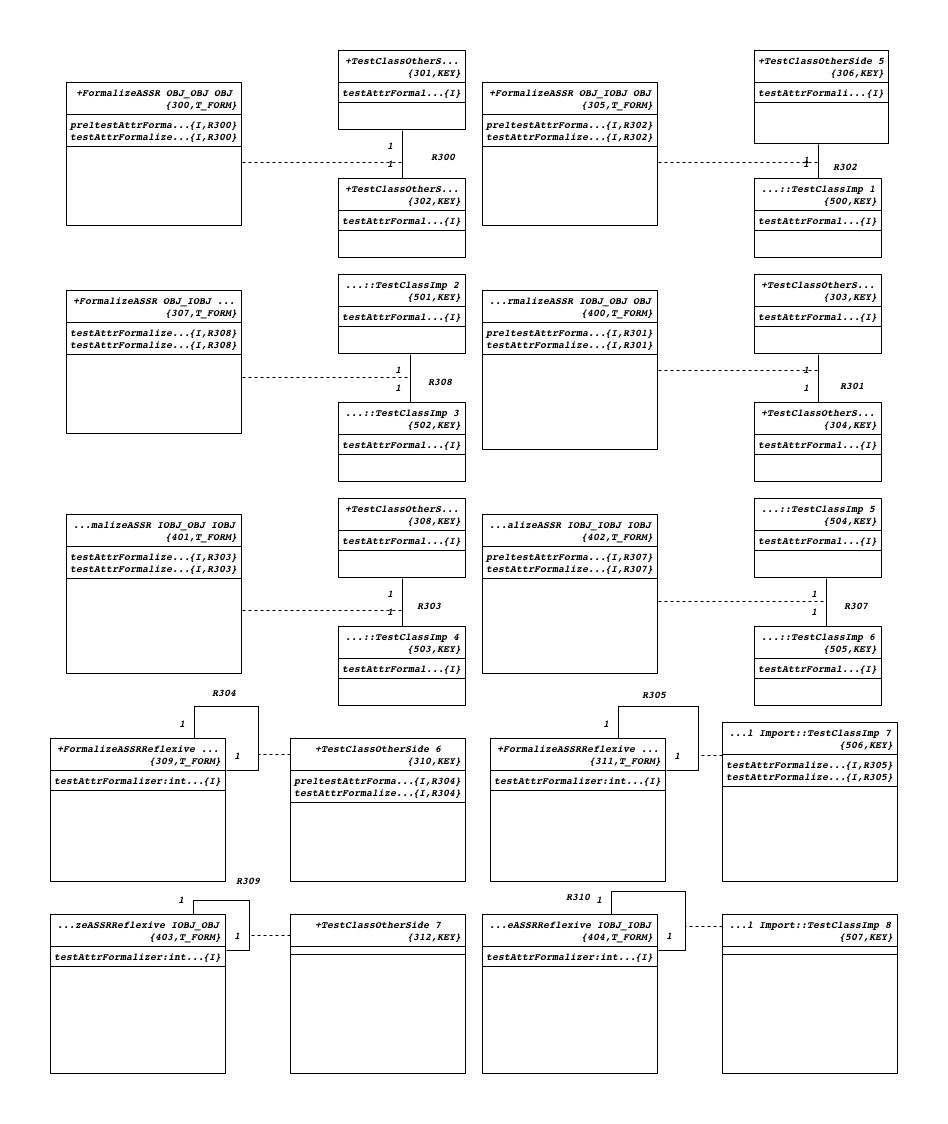 +TestClassOtherS...
{301,KEY}
testAttrFormal...{I}
+FormalizeASSR OBJ_OBJ OBJ
{300,T_FORM}
pre1testAttrForma...{I,R300}
testAttrFormalize...{I,R300}
1
1
R300
+TestClassOtherS...
{302,KEY}
testAttrFormal...{I}
+TestClassOtherSide 5
{306,KEY}
testAttrFormali...{I}
+FormalizeASSR OBJ_IOBJ OBJ
{305,T_FORM}
pre1testAttrForma...{I,R302}
testAttrFormalize...{I,R302}
1
1
R302
...::TestClassImp 1
{500,KEY}
testAttrFormal...{I}
...::TestClassImp 2
{501,KEY}
testAttrFormal...{I}
+FormalizeASSR OBJ_IOBJ ...
{307,T_FORM}
testAttrFormalize...{I,R308}
testAttrFormalize...{I,R308}
1
1
R308
...::TestClassImp 3
{502,KEY}
testAttrFormal...{I}
+TestClassOtherS...
{303,KEY}
testAttrFormal...{I}
...rmalizeASSR IOBJ_OBJ OBJ
{400,T_FORM}
pre1testAttrForma...{I,R301}
testAttrFormalize...{I,R301}
1
1
R301
+TestClassOtherS...
{304,KEY}
testAttrFormal...{I}
+TestClassOtherS...
{308,KEY}
testAttrFormal...{I}
...malizeASSR IOBJ_OBJ IOBJ
{401,T_FORM}
testAttrFormalize...{I,R303}
testAttrFormalize...{I,R303}
1
1
R303
...::TestClassImp 4
{503,KEY}
testAttrFormal...{I}
...::TestClassImp 5
{504,KEY}
testAttrFormal...{I}
...alizeASSR IOBJ_IOBJ IOBJ
{402,T_FORM}
pre1testAttrForma...{I,R307}
testAttrFormalize...{I,R307}
1
1
R307
...::TestClassImp 6
{505,KEY}
testAttrFormal...{I}
R304
1
1
+FormalizeASSRReflexive ...
{309,T_FORM}
testAttrFormalizer:int...{I}
+TestClassOtherSide 6
{310,KEY}
pre1testAttrForma...{I,R304}
testAttrFormalize...{I,R304}
R305
1
1
+FormalizeASSRReflexive ...
{311,T_FORM}
testAttrFormalizer:int...{I}
...l Import::TestClassImp 7
{506,KEY}
testAttrFormalize...{I,R305}
testAttrFormalize...{I,R305}
R309
1
1
...zeASSRReflexive IOBJ_OBJ
{403,T_FORM}
testAttrFormalizer:int...{I}
+TestClassOtherSide 7
{312,KEY}
R310
1
1
...eASSRReflexive IOBJ_IOBJ
{404,T_FORM}
testAttrFormalizer:int...{I}
...l Import::TestClassImp 8
{507,KEY}